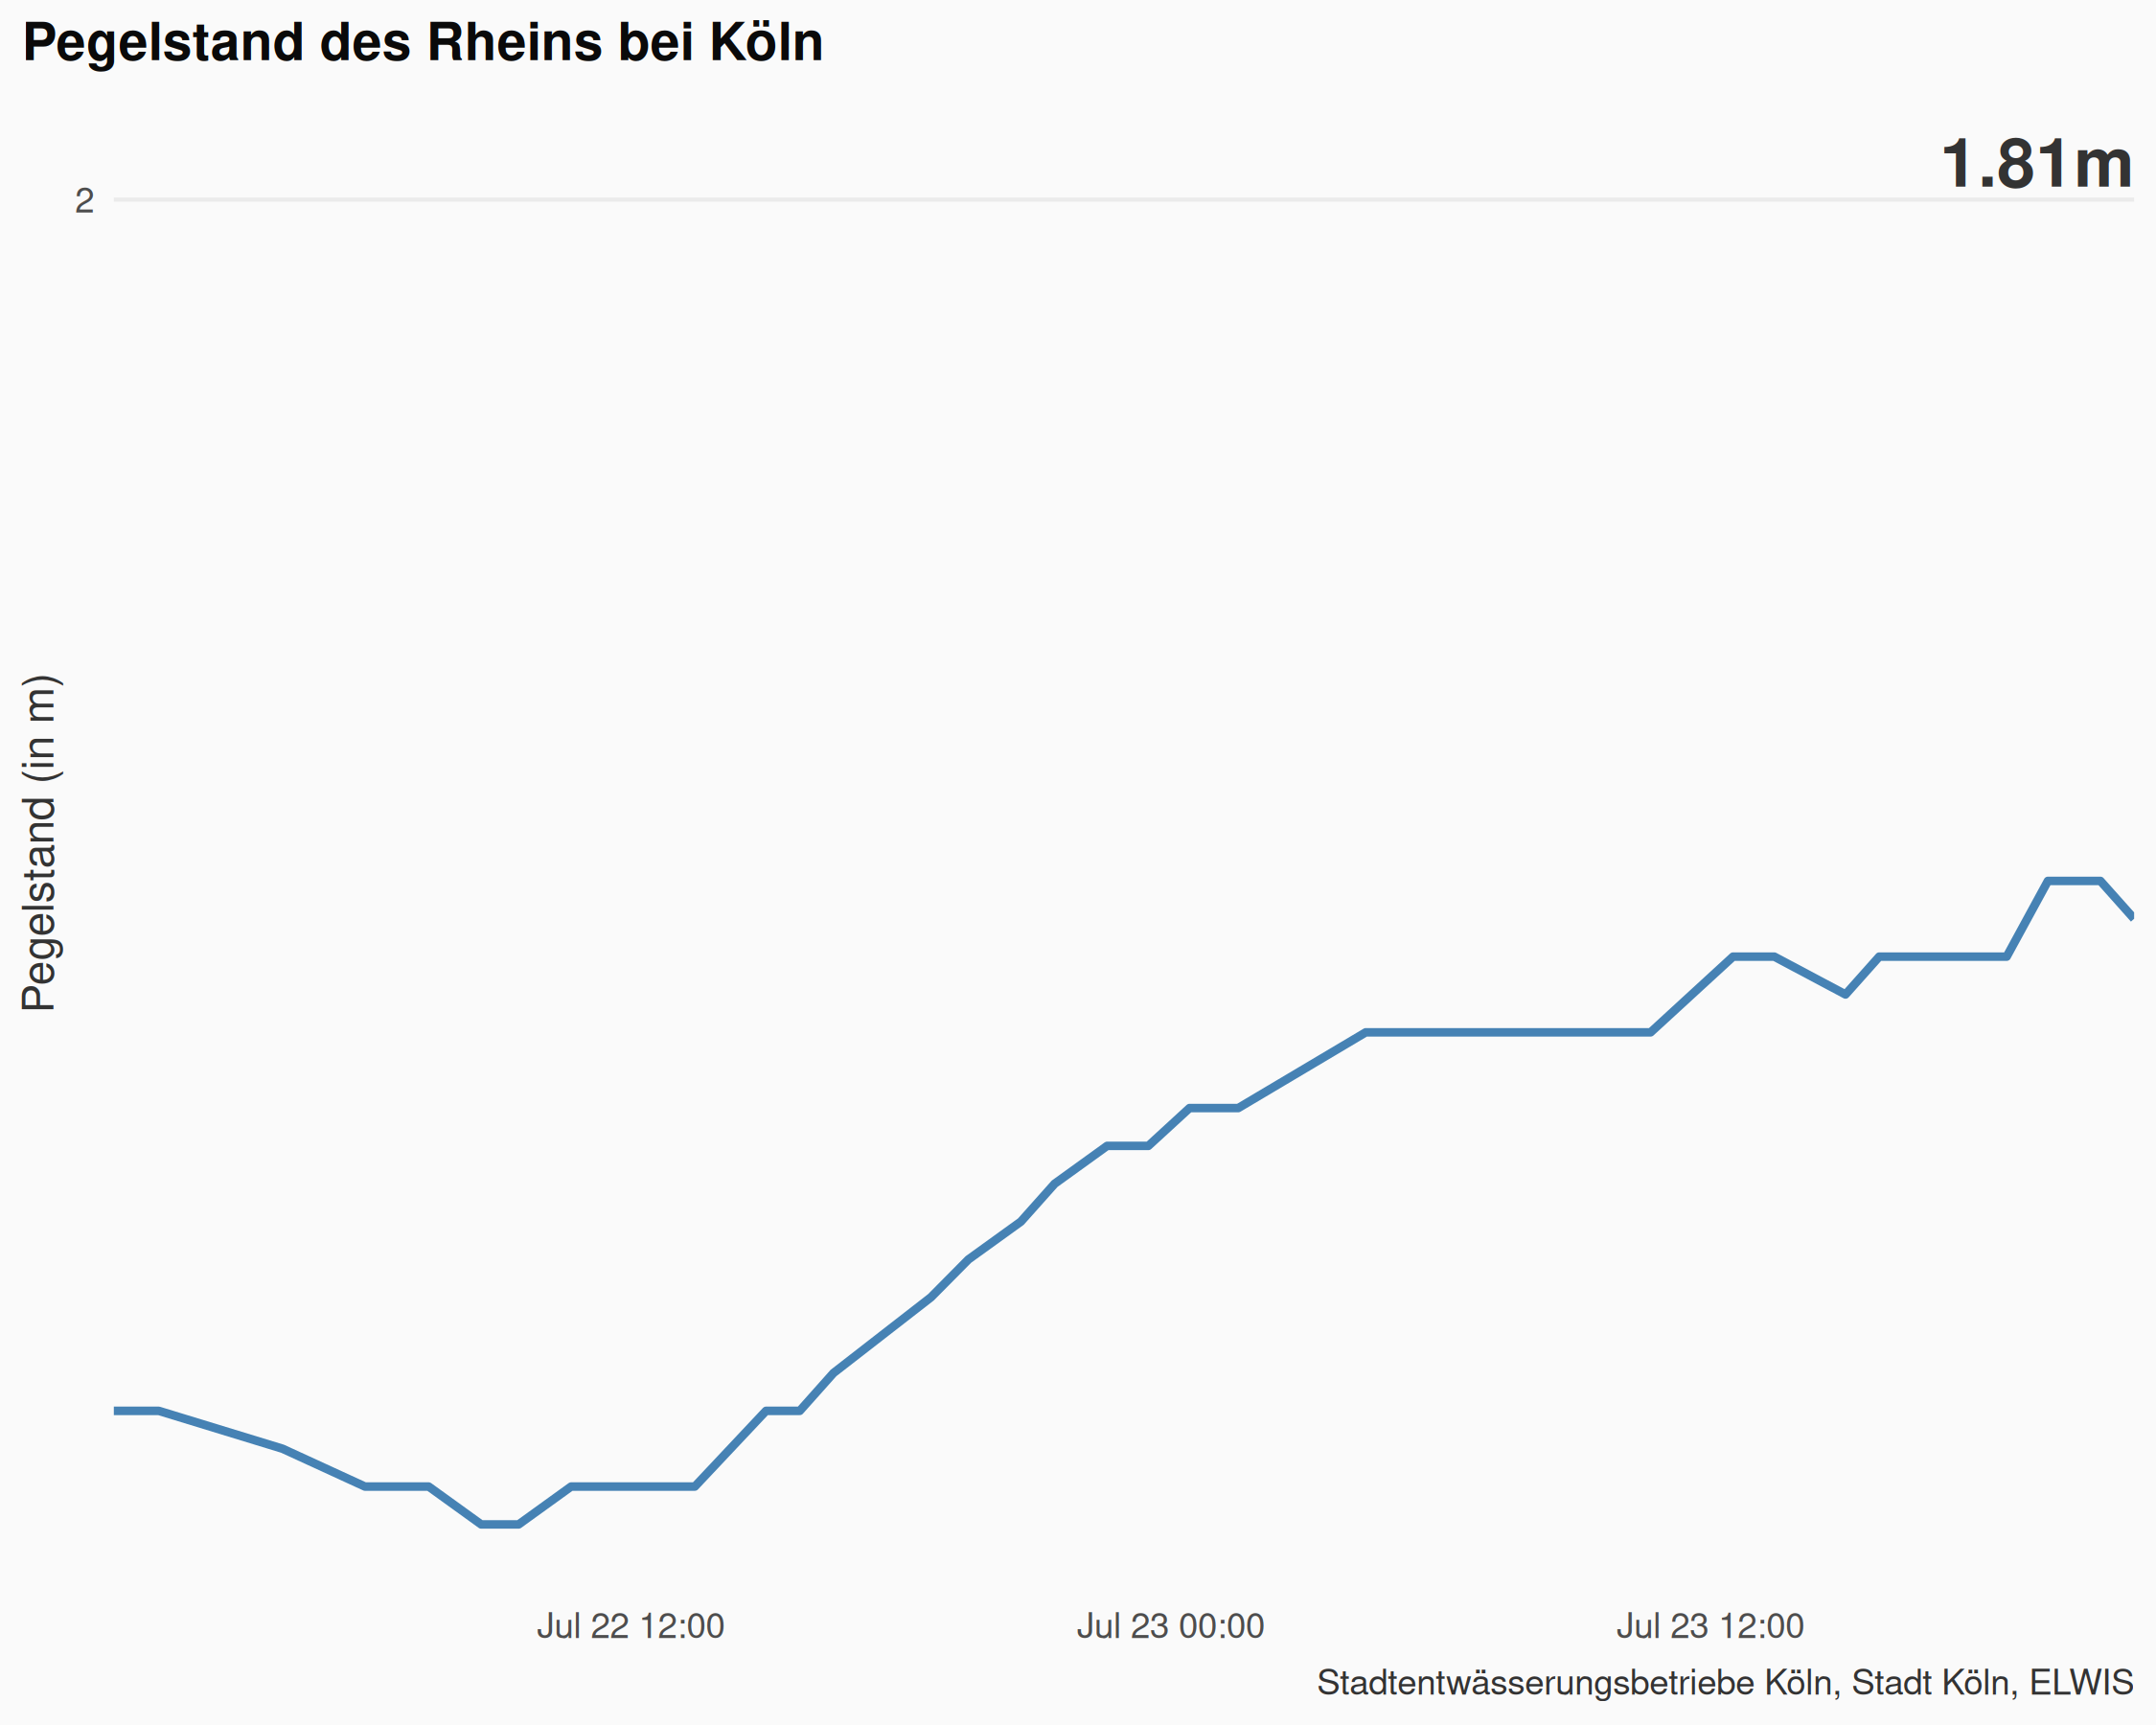 Pegelstand des Rheins bei Köln
1.81m
2
Pegelstand (in m)
Jul 22 12:00
Jul 23 00:00
Jul 23 12:00
Stadtentwässerungsbetriebe Köln, Stadt Köln, ELWIS